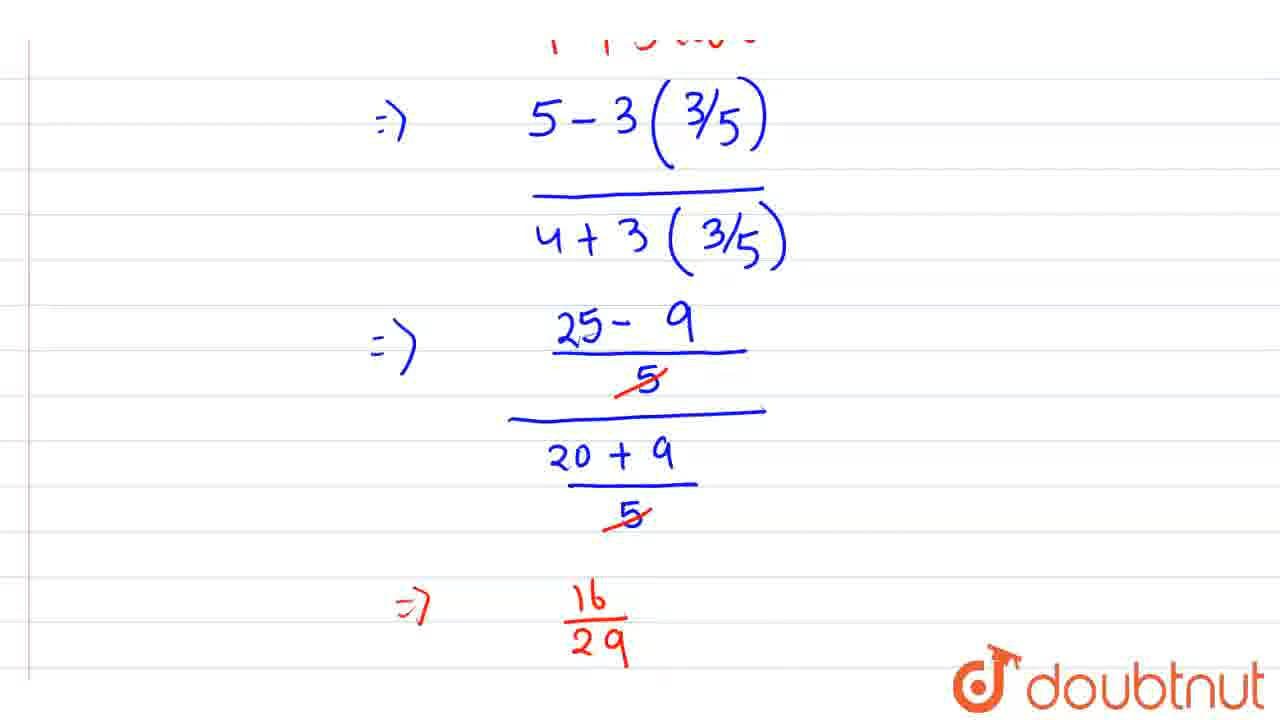 => 5 - 3 (3/5)
4 + 3 (3/5)
=> 25 - 9
5
20 + 9
5
=> 16
29
doubtnut